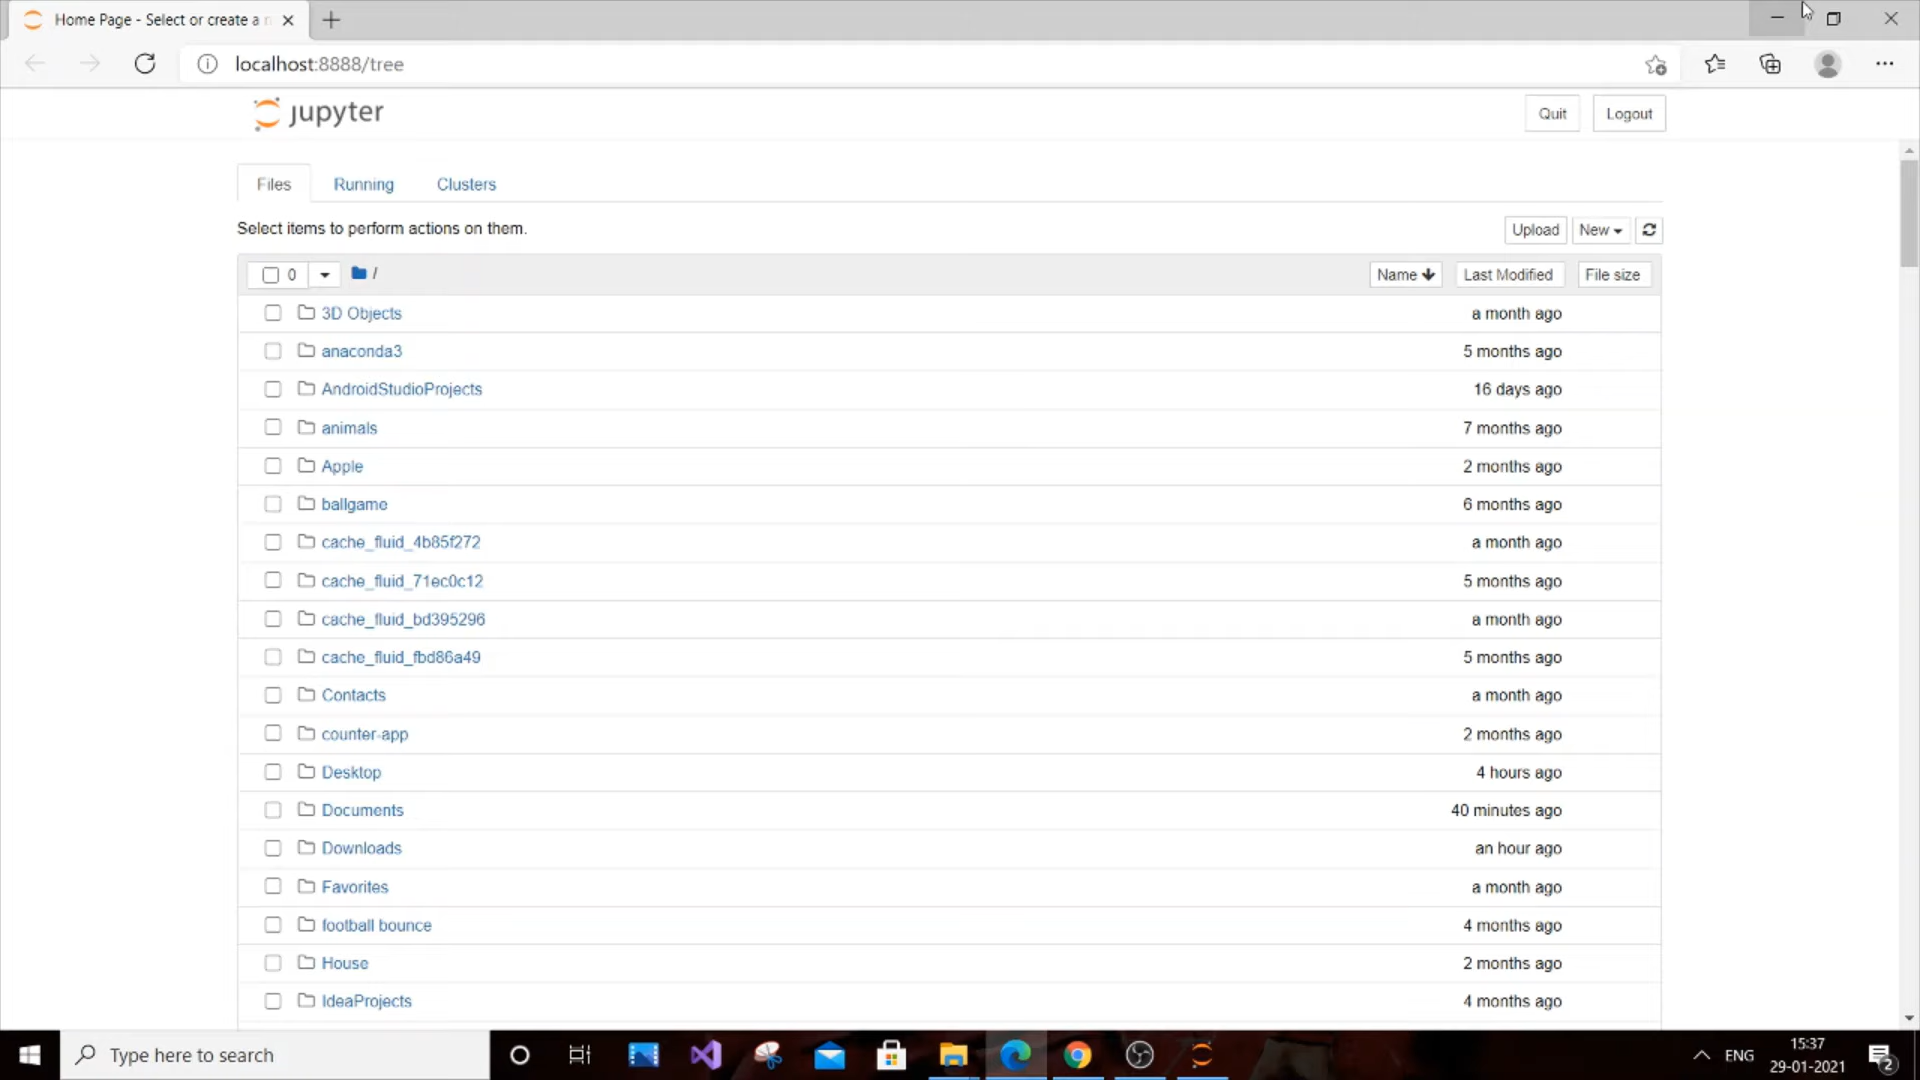 Home Page - Select or create a n
localhost:8888/tree
jupyter
Quit
Logout
Files
Running
Clusters
Select items to perform actions on them.
Upload
New
0
/
Name
Last Modified
File size
3D Objects
a month ago
anaconda3
5 months ago
AndroidStudioProjects
16 days ago
animals
7 months ago
Apple
2 months ago
ballgame
6 months ago
cache_fluid_4b85f272
a month ago
cache_fluid_71ec0c12
5 months ago
cache_fluid_bd395296
a month ago
cache_fluid_fbd86a49
5 months ago
Contacts
a month ago
counter-app
2 months ago
Desktop
4 hours ago
Documents
40 minutes ago
Downloads
an hour ago
Favorites
a month ago
football bounce
4 months ago
House
2 months ago
IdeaProjects
4 months ago
Type here to search
ENG
15:37
29-01-2021
2